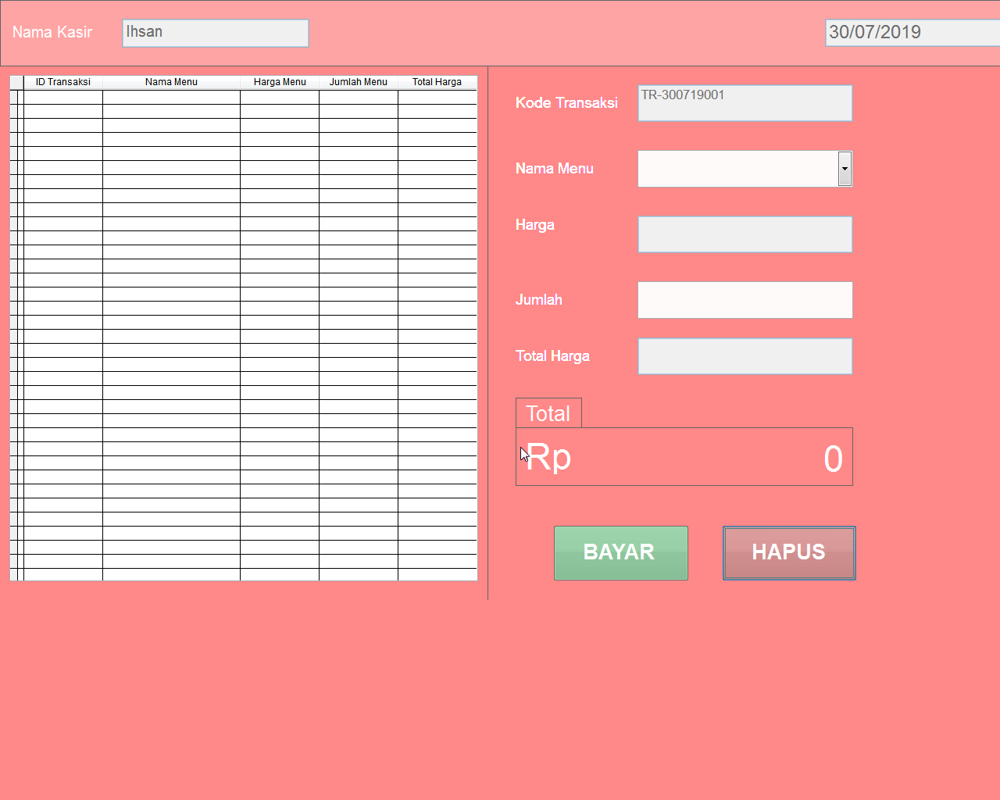 Nama Kasir
Ihsan
30/07/2019
ID Transaksi Nama Menu Harga Menu Jumlah Menu Total Harga
Kode Transaksi
TR-300719001
Nama Menu
Harga
Jumlah
Total Harga
Total
Rp 0
BAYAR HAPUS